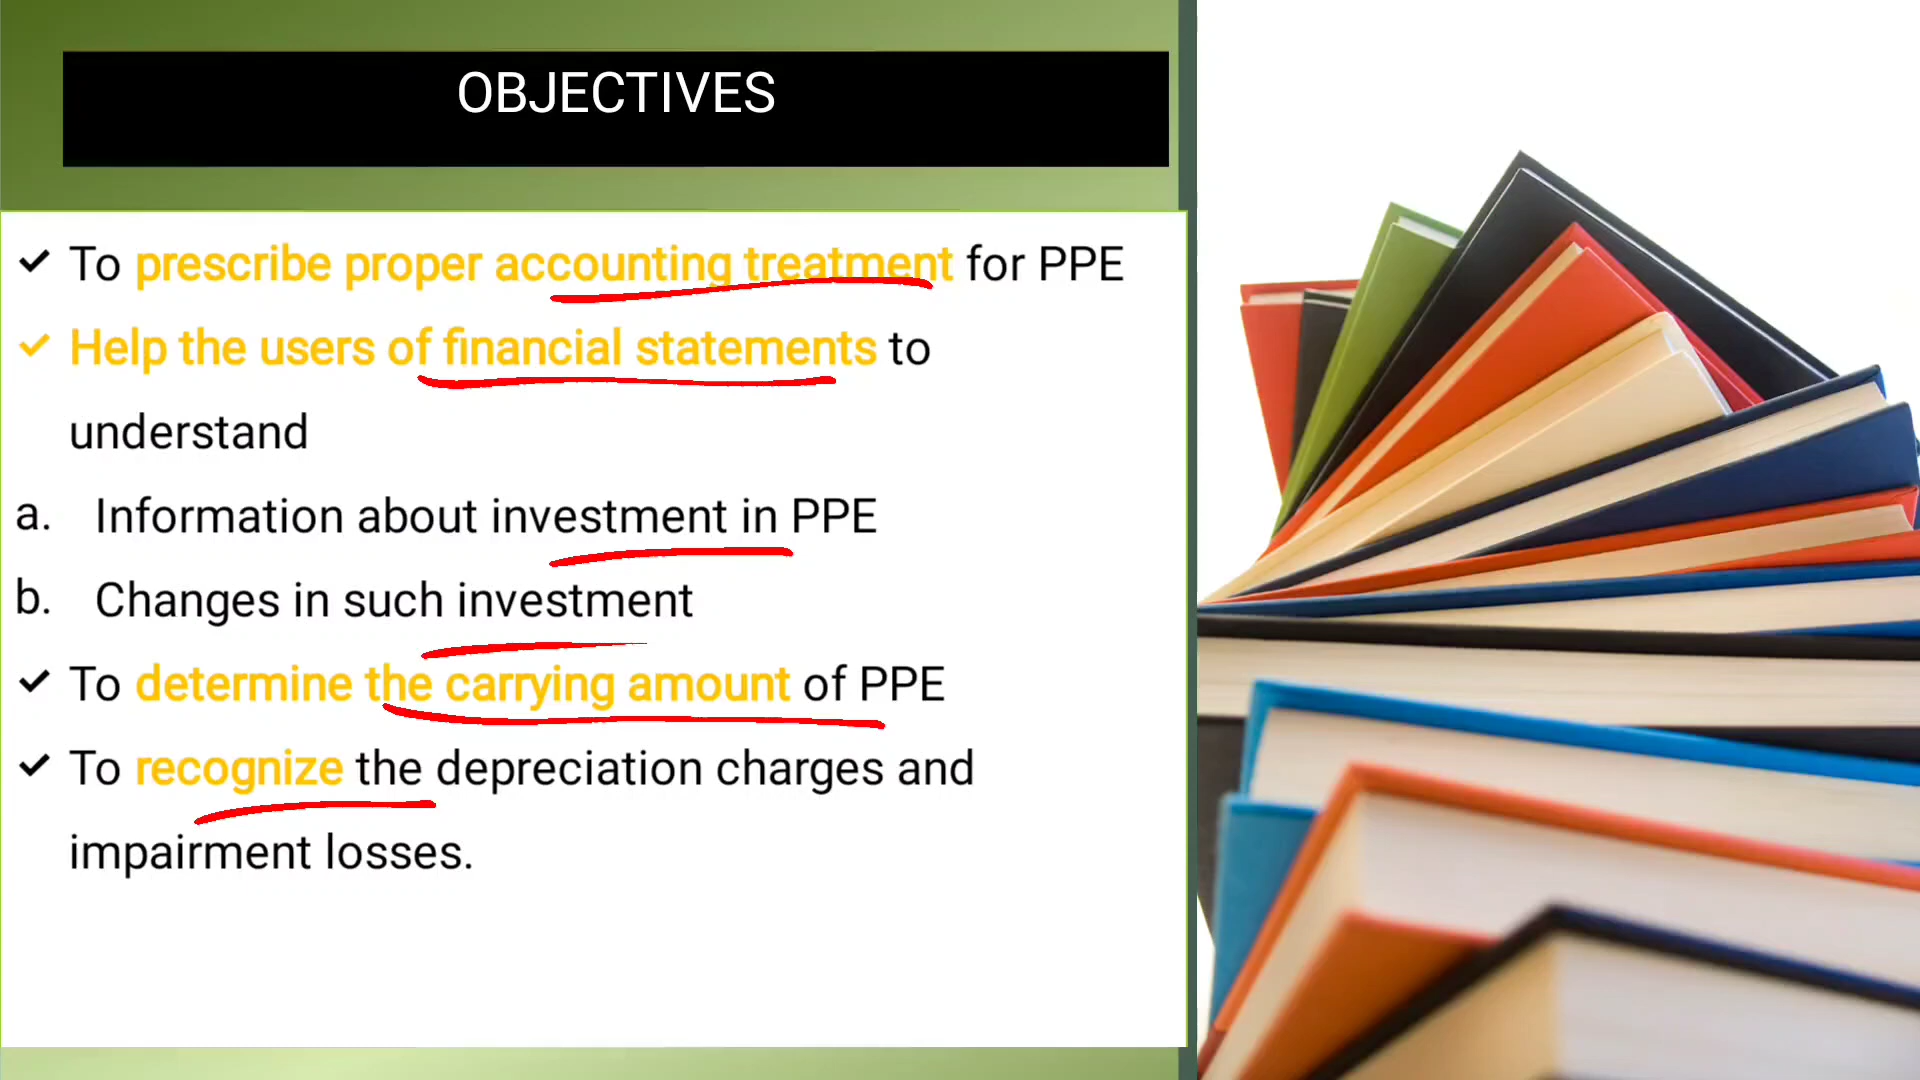 OBJECTIVES
✓ To prescribe proper accounting treatment for PPE
✓ Help the users of financial statements to
understand
a. Information about investment in PPE
b. Changes in such investment
✓ To determine the carrying amount of PPE
✓ To recognize the depreciation charges and
impairment losses.